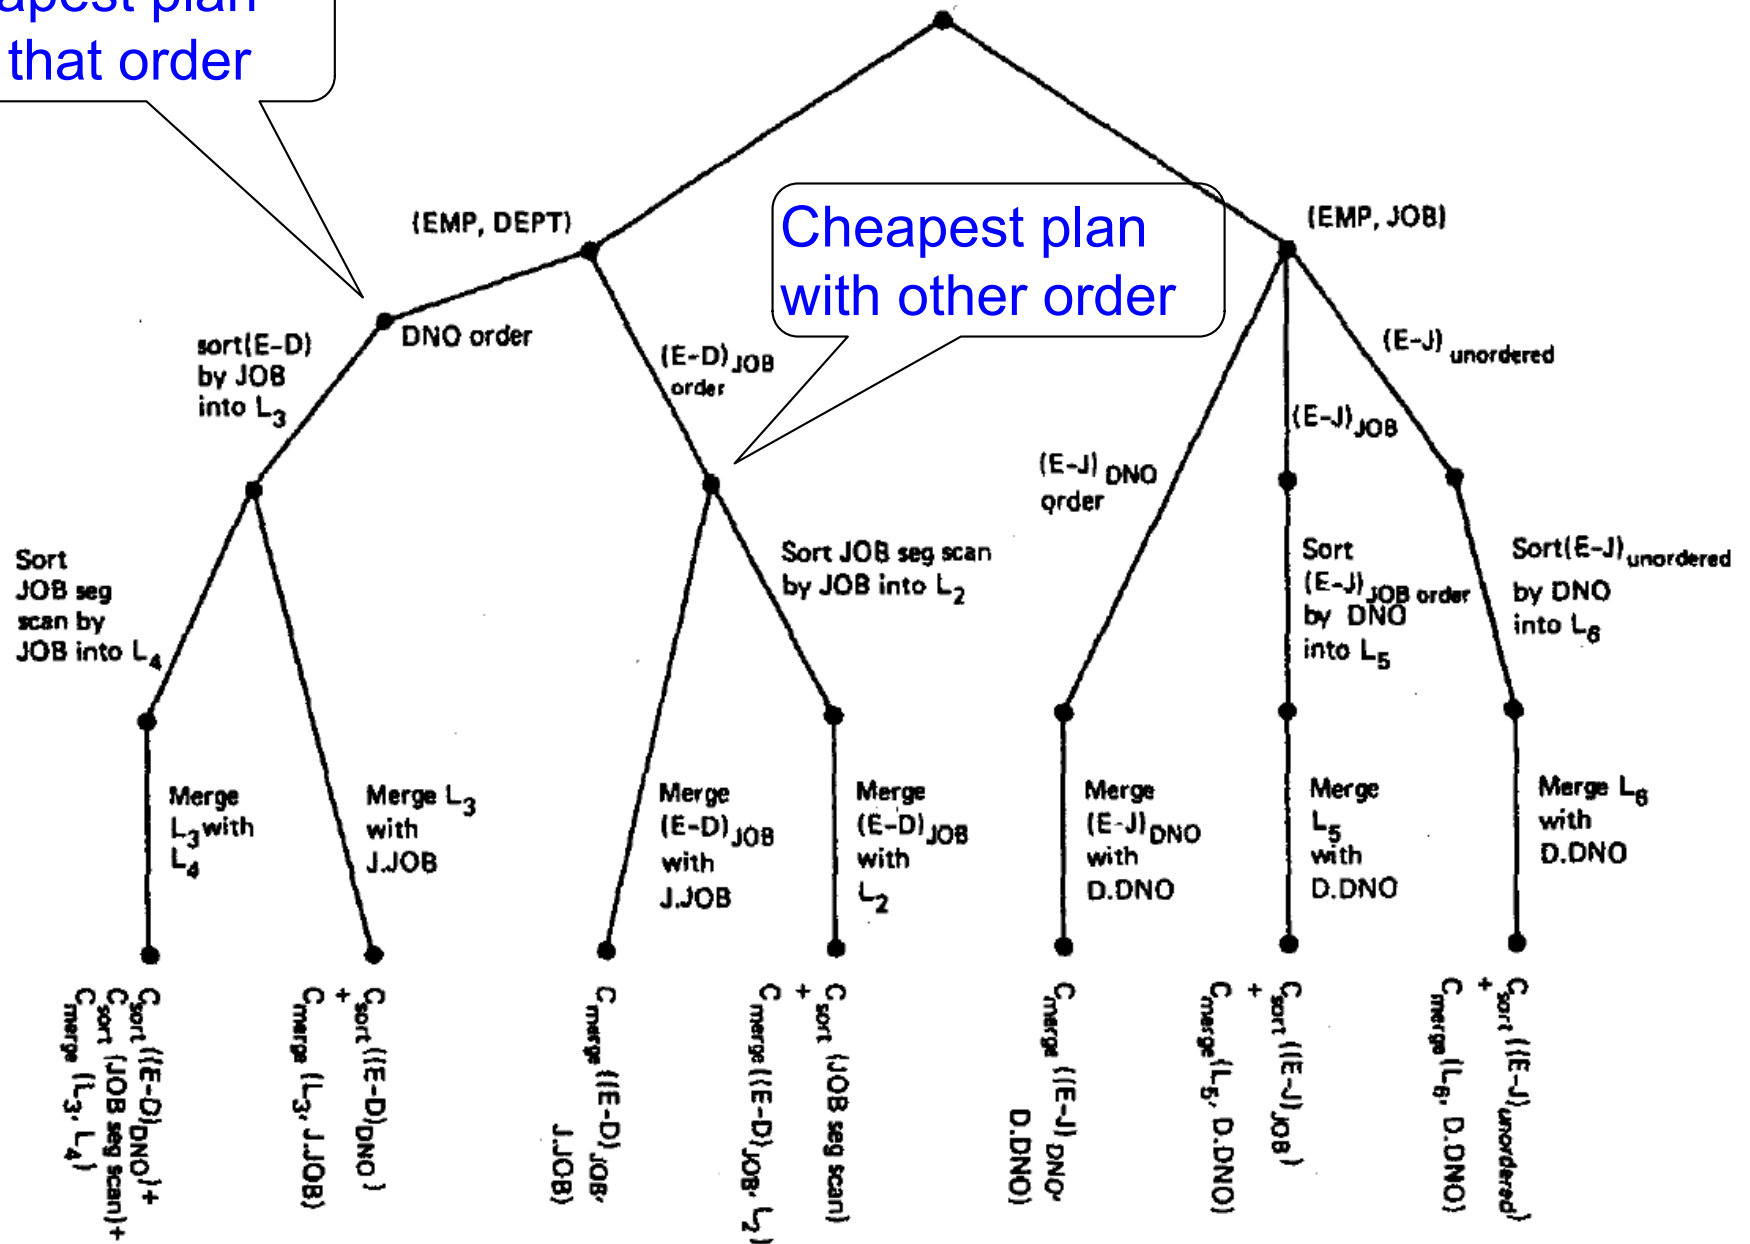 that order
Cheapest plan
with other order
(EMP, DEPT)
(EMP, JOB)
DNO order
sort(E-D)
by JOB
into L3
(E-D)JOB
order
(E-J)unordered
(E-J)JOB
(E-J)DNO
order
Sort
JOB seg
scan by
JOB into L4
Sort JOB seg scan
by JOB into L2
Sort
(E-J)JOB order
by DNO
into L5
Sort(E-J)unordered
by DNO
into L6
Merge
L3 with
L4
Merge L3
with
J.JOB
Merge
(E-D)JOB
with
J.JOB
Merge
(E-D)JOB
with
L2
Merge
(E-J)DNO
with
D.DNO
Merge
L5
with
D.DNO
Merge L6
with
D.DNO
Csort ((E-D)DNO)+
Csort (JOB seg scan)+
Cmerge (L3, L4)
Csort ((E-D)DNO)
+
Cmerge (L3, J.JOB)
Cmerge ((E-D)JOB,
J.JOB)
Csort (JOB seg scan)
+
Cmerge ((E-D)JOB, L2)
Cmerge ((E-J)DNO,
D.DNO)
Csort ((E-J)JOB)
+
Cmerge (L5, D.DNO)
Csort ((E-J)unordered)
+
Cmerge (L6, D.DNO)